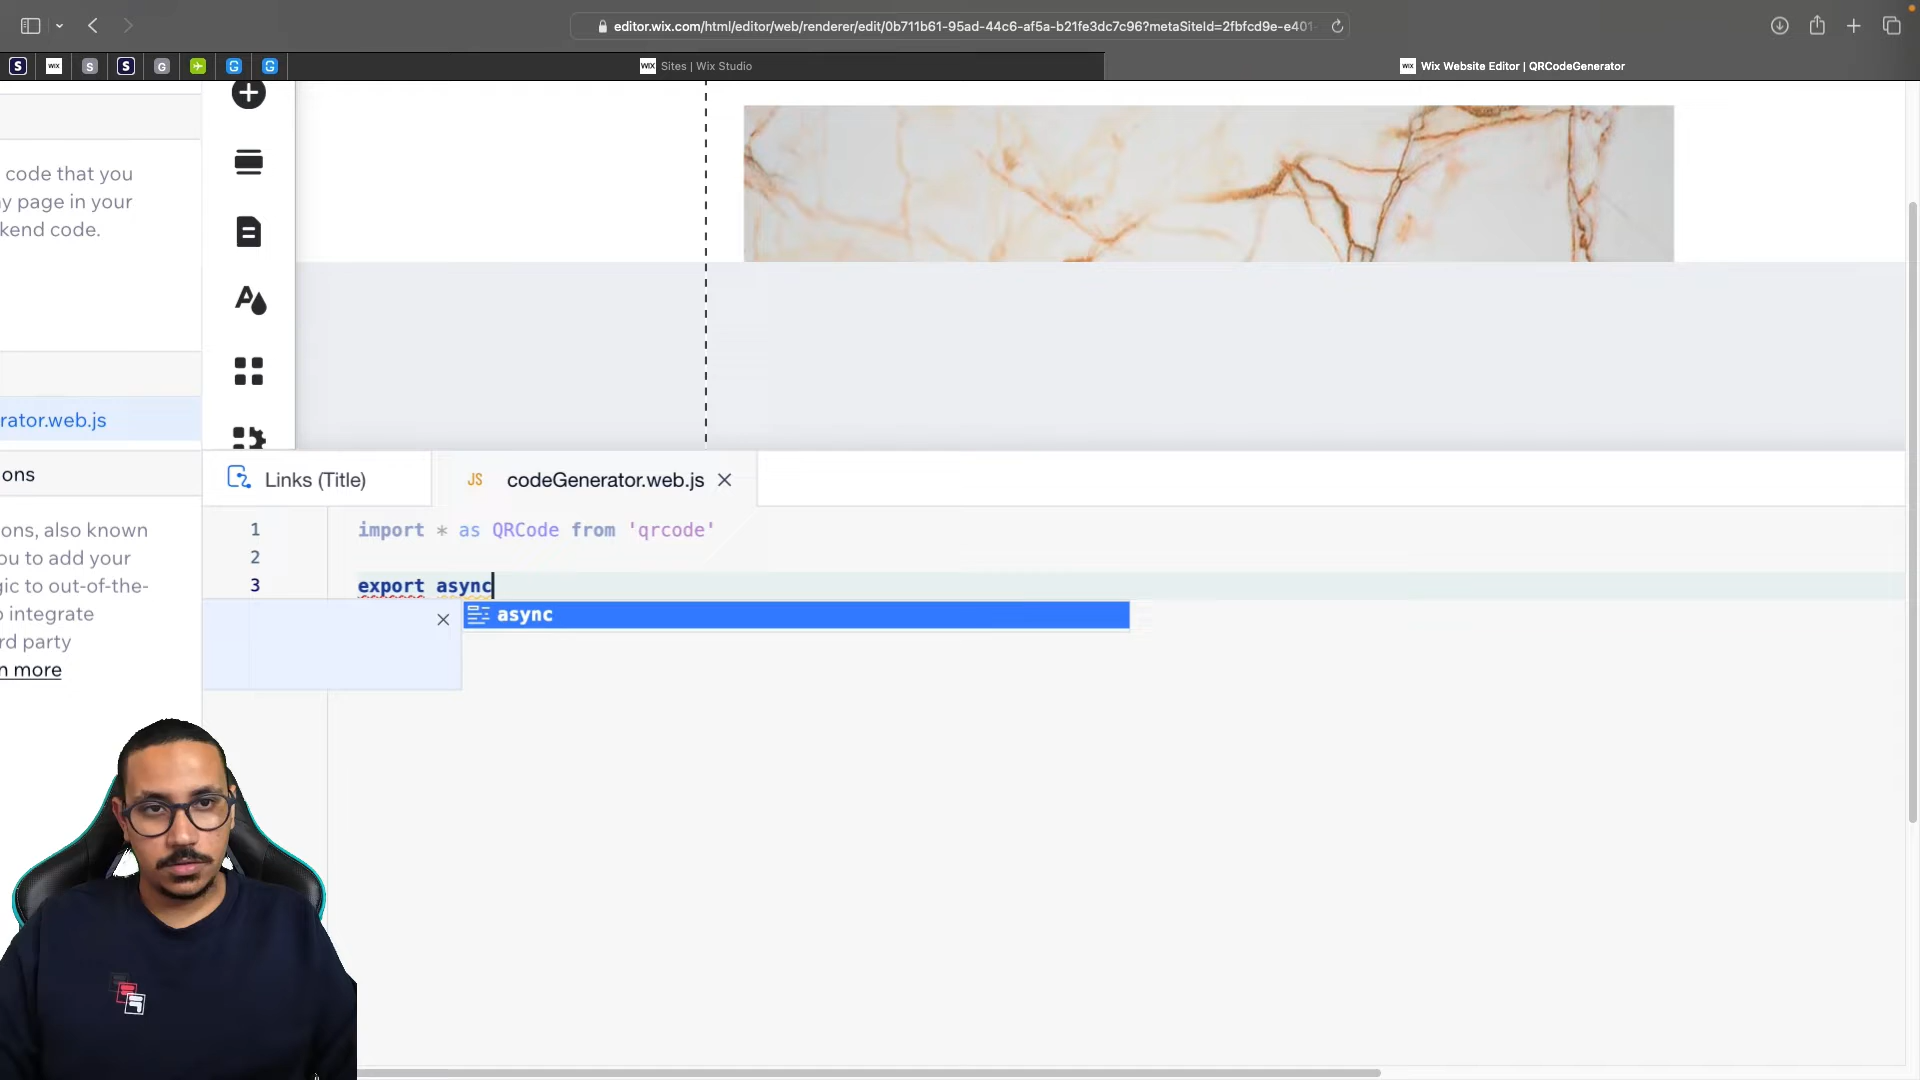 editor.wix.com/html/editor/web/renderer/edit/0b711b61-95ad-44c6-af5a-b21fe3dc7c96?metaSiteId=2fbfcd9e-e401-
S WIX S S G G G
WIX Sites | Wix Studio
WIX Wix Website Editor | QRCodeGenerator
code that you
y page in your
kend code.
rator.web.js
ons
Links (Title)
JS codeGenerator.web.js
1 import * as QRCode from 'qrcode'
2
3 export async
async
ons, also known
ou to add your
gic to out-of-the-
o integrate
rd party
n more